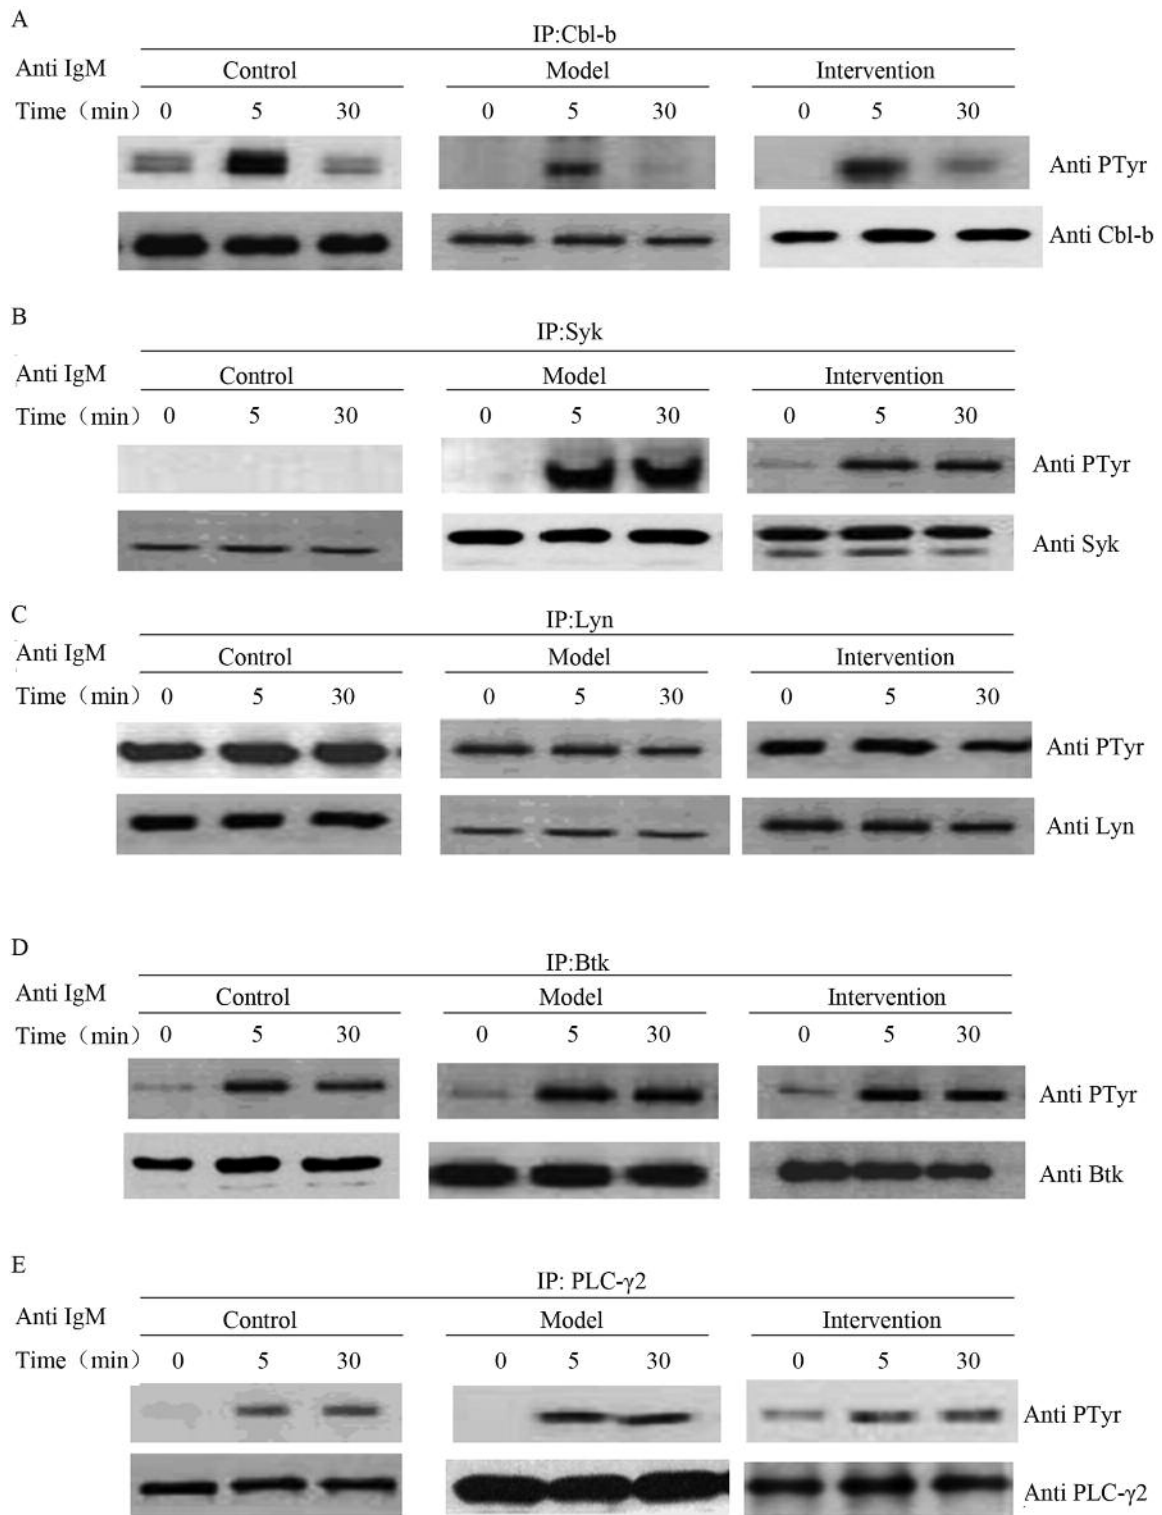 A
IP:Cbl-b
Anti IgM Control Model Intervention
Time（min） 0 5 30 0 5 30 0 5 30
Anti PTyr
Anti Cbl-b
B
IP:Syk
Anti IgM Control Model Intervention
Time（min） 0 5 30 0 5 30 0 5 30
Anti PTyr
Anti Syk
C
IP:Lyn
Anti IgM Control Model Intervention
Time（min） 0 5 30 0 5 30 0 5 30
Anti PTyr
Anti Lyn
D
IP:Btk
Anti IgM Control Model Intervention
Time（min） 0 5 30 0 5 30 0 5 30
Anti PTyr
Anti Btk
E
IP: PLC-γ2
Anti IgM Control Model Intervention
Time（min） 0 5 30 0 5 30 0 5 30
Anti PTyr
Anti PLC-γ2